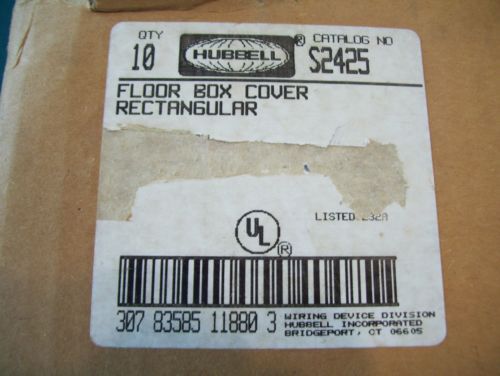 QTY CATALOG NO
10 HUBBELL ® S2425
FLOOR BOX COVER
RECTANGULAR
LISTED 232A
UL ®
307 83585 11880 3
WIRING DEVICE DIVISION
HUBBELL INCORPORATED
BRIDGEPORT, CT 06605